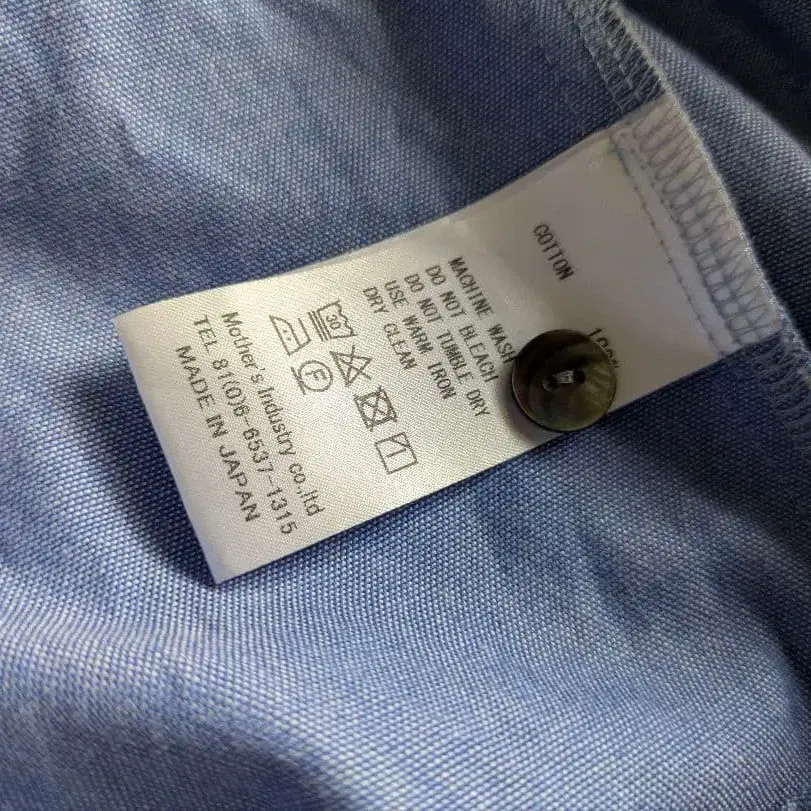 COTTON 100%
MACHINE WASH
DO NOT BLEACH
DO NOT TUMBLE DRY
USE WARM IRON
DRY CLEAN
30
F
Mother's Industry co.,ltd
TEL 81(0)6-6537-1315
MADE IN JAPAN